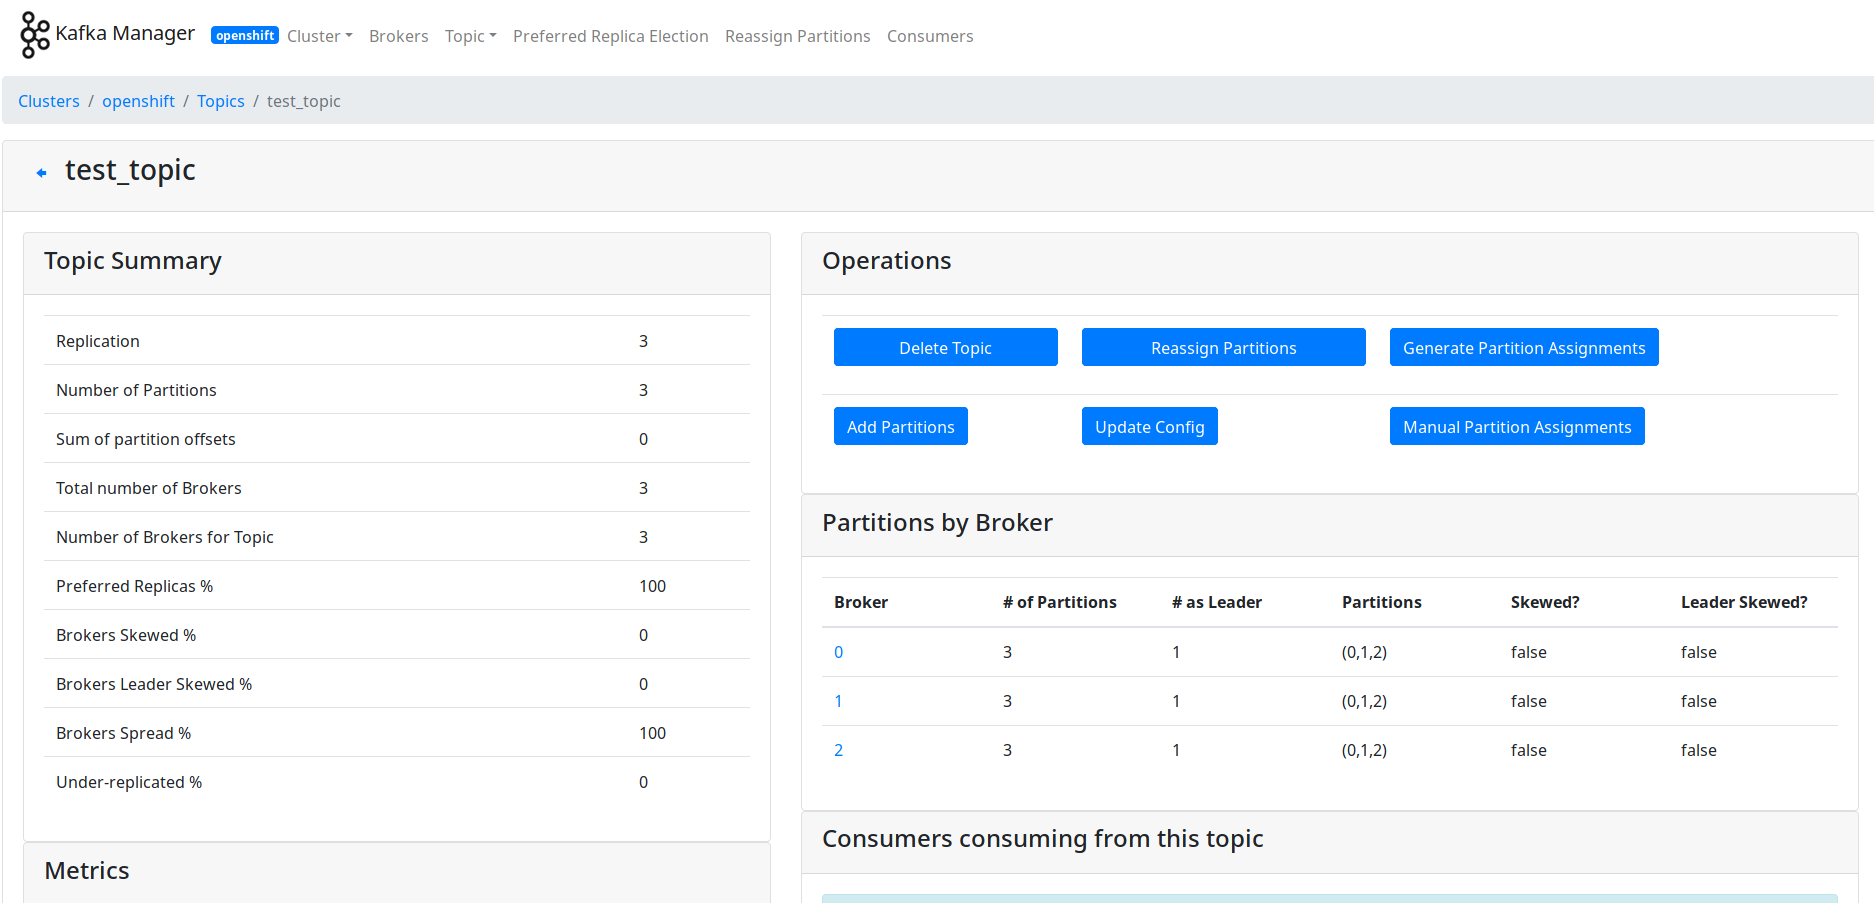 Kafka Manager openshift Cluster Brokers Topic Preferred Replica Election Reassign Partitions Consumers
Clusters / openshift / Topics / test_topic
test_topic
Topic Summary
Replication 3
Number of Partitions 3
Sum of partition offsets 0
Total number of Brokers 3
Number of Brokers for Topic 3
Preferred Replicas % 100
Brokers Skewed % 0
Brokers Leader Skewed % 0
Brokers Spread % 100
Under-replicated % 0
Metrics
Operations
Delete Topic Reassign Partitions Generate Partition Assignments
Add Partitions Update Config Manual Partition Assignments
Partitions by Broker
Broker # of Partitions # as Leader Partitions Skewed? Leader Skewed?
0 3 1 (0,1,2) false false
1 3 1 (0,1,2) false false
2 3 1 (0,1,2) false false
Consumers consuming from this topic